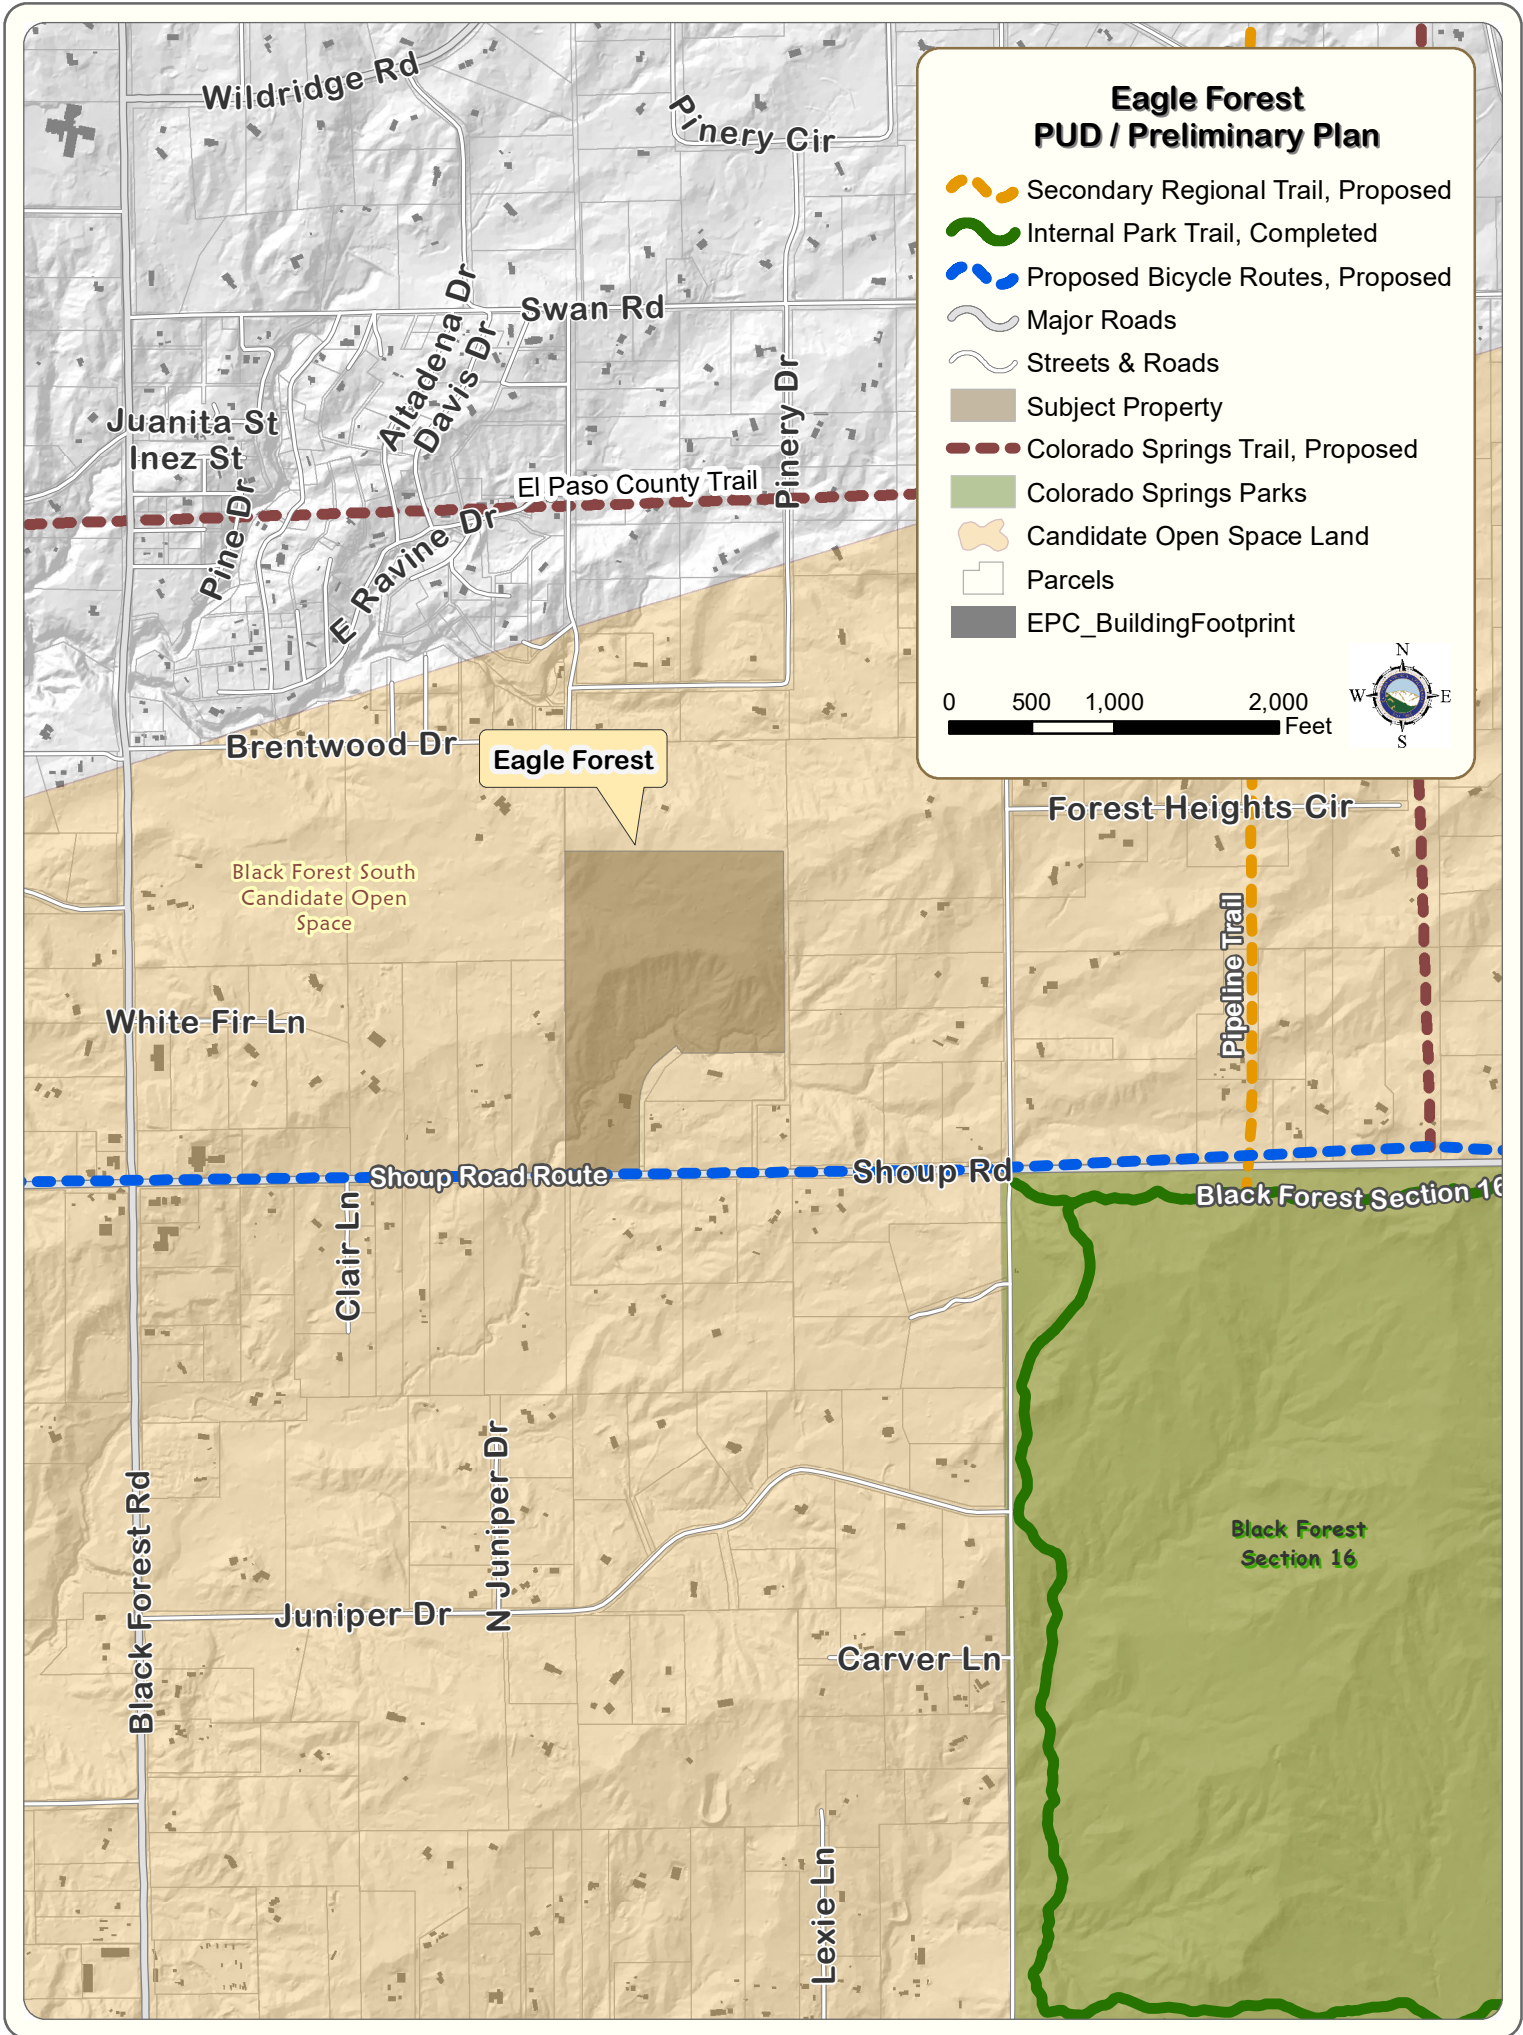 Wildridge Rd
Pinery Cir
Eagle Forest
PUD / Preliminary Plan
Secondary Regional Trail, Proposed
Internal Park Trail, Completed
Proposed Bicycle Routes, Proposed
Major Roads
Streets & Roads
Subject Property
Colorado Springs Trail, Proposed
Colorado Springs Parks
Candidate Open Space Land
Parcels
EPC_BuildingFootprint
N
W
E
S
0 500 1,000 2,000
Feet
Swan Rd
Altadena Dr
Davis Dr
Pinery Dr
Juanita St
Inez St
El Paso County Trail
Pine Dr
E Ravine Dr
Brentwood Dr
Eagle Forest
Forest Heights Cir
Black Forest South
Candidate Open
Space
Pipeline Trail
White Fir Ln
Shoup Road Route
Shoup Rd
Black Forest Section 16
Clair Ln
N Juniper Dr
Black Forest Rd
Black Forest
Section 16
Juniper Dr
Carver Ln
Lexie Ln